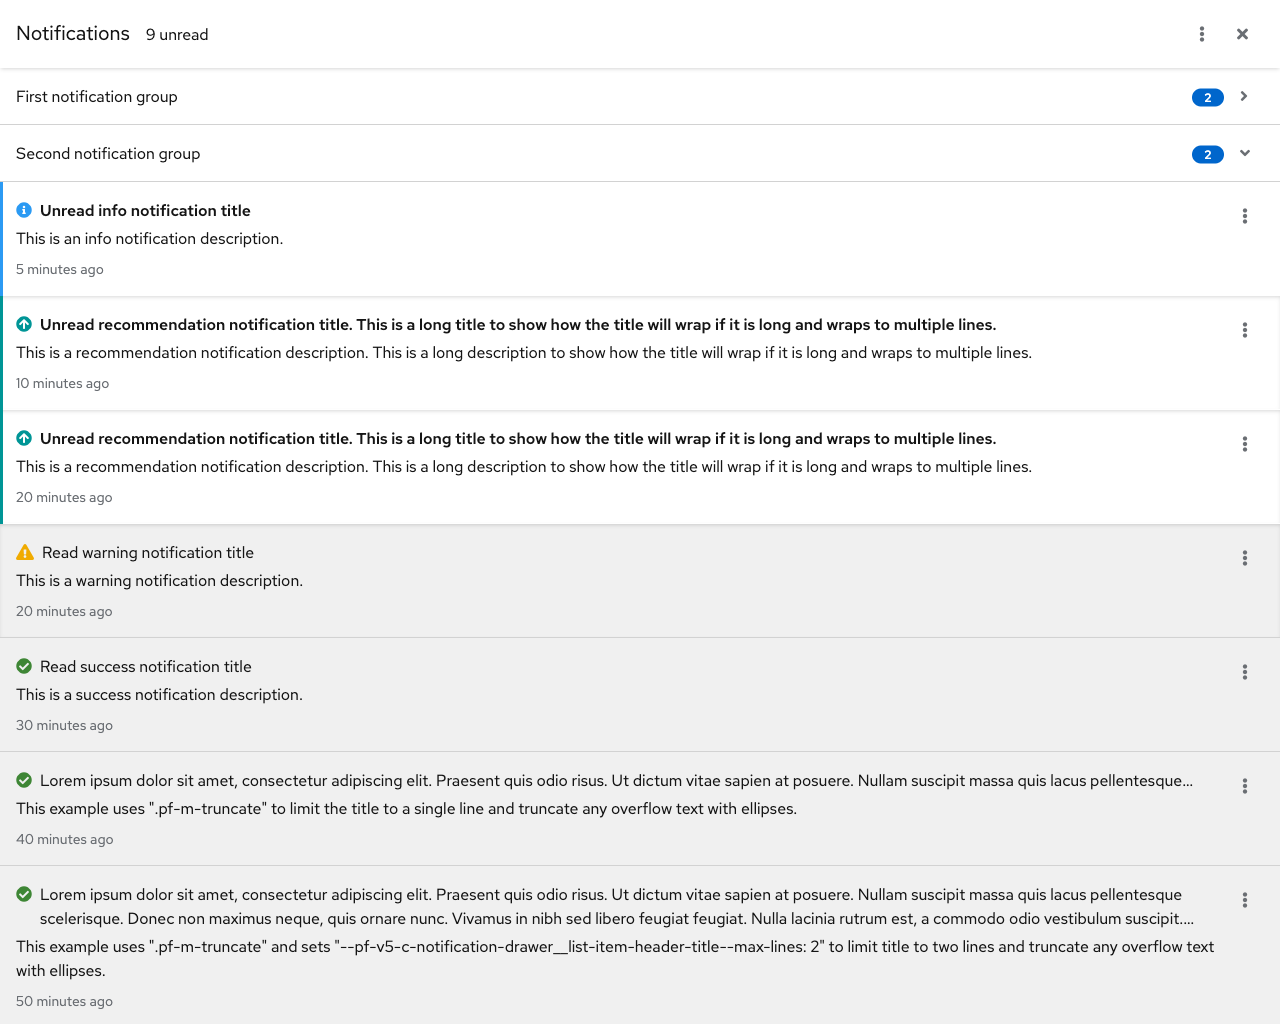 Notifications 9 unread
First notification group 2
Second notification group 2
Unread info notification title
This is an info notification description.
5 minutes ago
Unread recommendation notification title. This is a long title to show how the title will wrap if it is long and wraps to multiple lines.
This is a recommendation notification description. This is a long description to show how the title will wrap if it is long and wraps to multiple lines.
10 minutes ago
Unread recommendation notification title. This is a long title to show how the title will wrap if it is long and wraps to multiple lines.
This is a recommendation notification description. This is a long description to show how the title will wrap if it is long and wraps to multiple lines.
20 minutes ago
Read warning notification title
This is a warning notification description.
20 minutes ago
Read success notification title
This is a success notification description.
30 minutes ago
Lorem ipsum dolor sit amet, consectetur adipiscing elit. Praesent quis odio risus. Ut dictum vitae sapien at posuere. Nullam suscipit massa quis lacus pellentesque...
This example uses ".pf-m-truncate" to limit the title to a single line and truncate any overflow text with ellipses.
40 minutes ago
Lorem ipsum dolor sit amet, consectetur adipiscing elit. Praesent quis odio risus. Ut dictum vitae sapien at posuere. Nullam suscipit massa quis lacus pellentesque
scelerisque. Donec non maximus neque, quis ornare nunc. Vivamus in nibh sed libero feugiat feugiat. Nulla lacinia rutrum est, a commodo odio vestibulum suscipit....
This example uses ".pf-m-truncate" and sets "--pf-v5-c-notification-drawer__list-item-header-title--max-lines: 2" to limit title to two lines and truncate any overflow text
with ellipses.
50 minutes ago